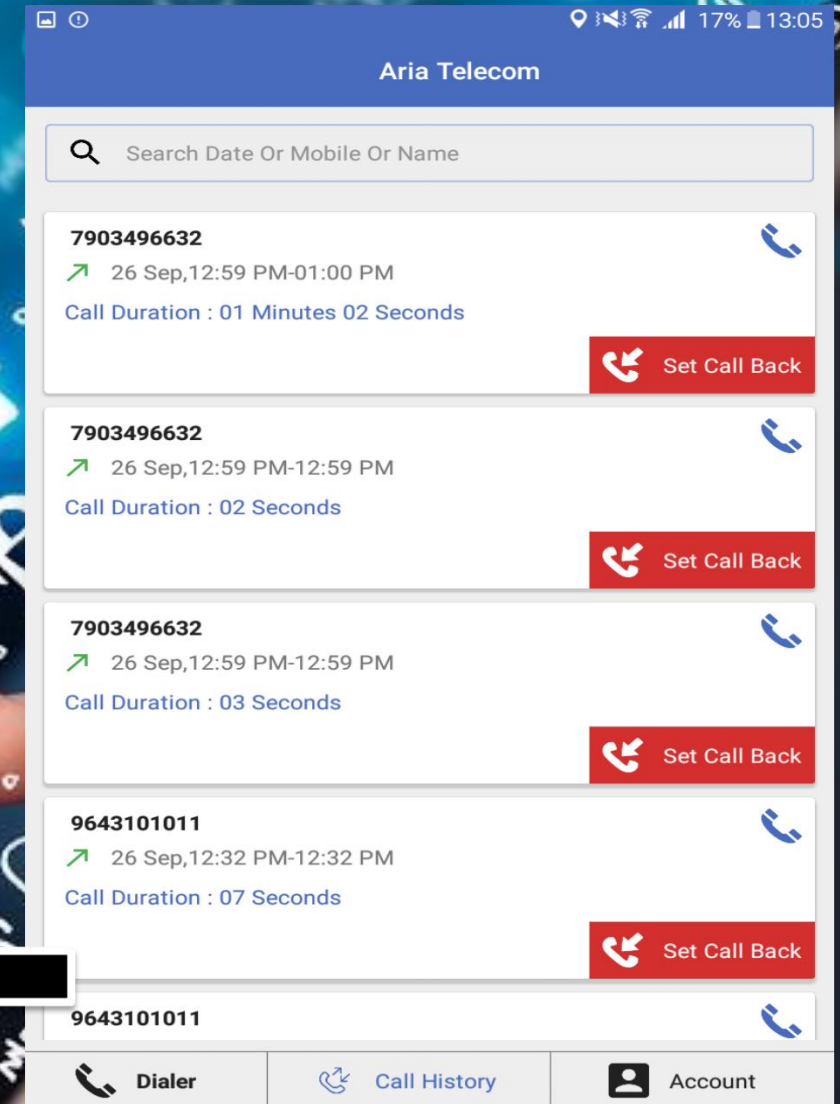 17% 13:05
Aria Telecom
Search Date Or Mobile Or Name
7903496632
26 Sep,12:59 PM-01:00 PM
Call Duration : 01 Minutes 02 Seconds
Set Call Back
7903496632
26 Sep,12:59 PM-12:59 PM
Call Duration : 02 Seconds
Set Call Back
7903496632
26 Sep,12:59 PM-12:59 PM
Call Duration : 03 Seconds
Set Call Back
9643101011
26 Sep,12:32 PM-12:32 PM
Call Duration : 07 Seconds
Set Call Back
9643101011
Dialer Call History Account